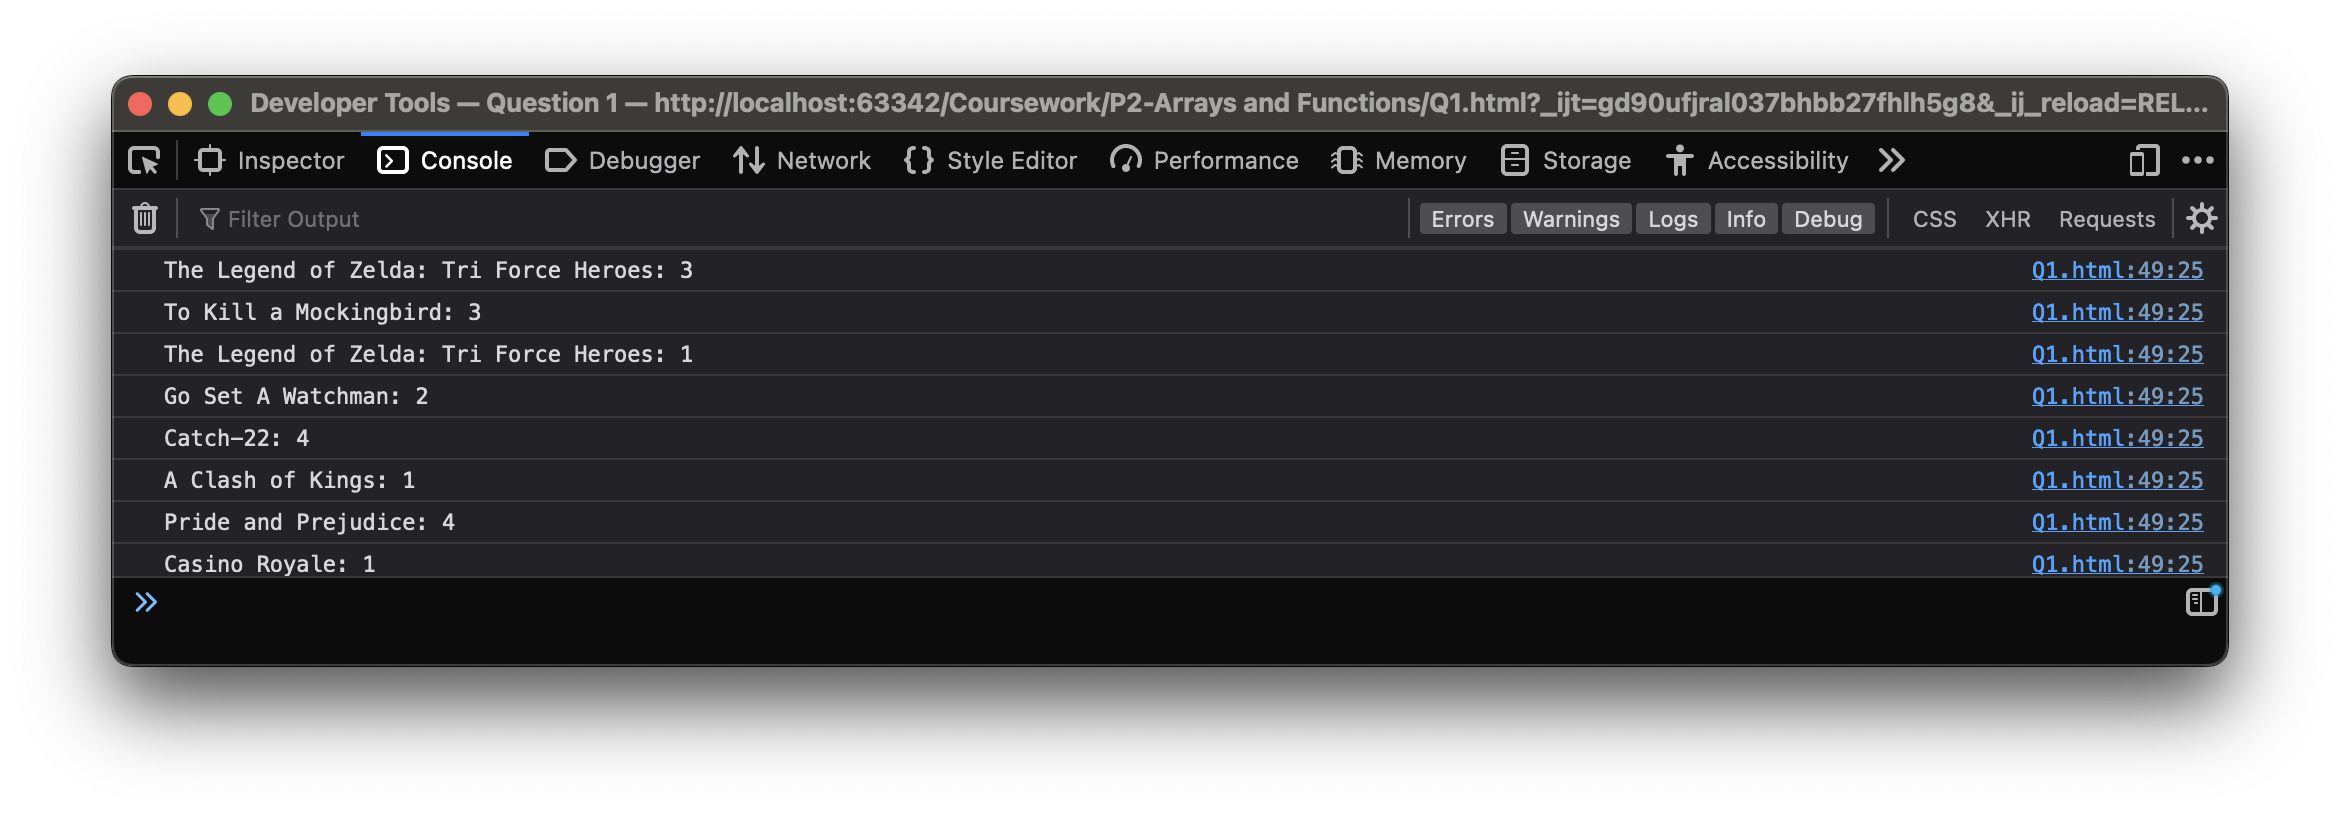 Developer Tools — Question 1 — http://localhost:63342/Coursework/P2-Arrays and Functions/Q1.html?_ijt=gd90ufjral037bhbb27fhlh5g8&_ij_reload=REL...
Inspector Console Debugger Network Style Editor Performance Memory Storage Accessibility
Filter Output Errors Warnings Logs Info Debug CSS XHR Requests
The Legend of Zelda: Tri Force Heroes: 3 Q1.html:49:25
To Kill a Mockingbird: 3 Q1.html:49:25
The Legend of Zelda: Tri Force Heroes: 1 Q1.html:49:25
Go Set A Watchman: 2 Q1.html:49:25
Catch-22: 4 Q1.html:49:25
A Clash of Kings: 1 Q1.html:49:25
Pride and Prejudice: 4 Q1.html:49:25
Casino Royale: 1 Q1.html:49:25